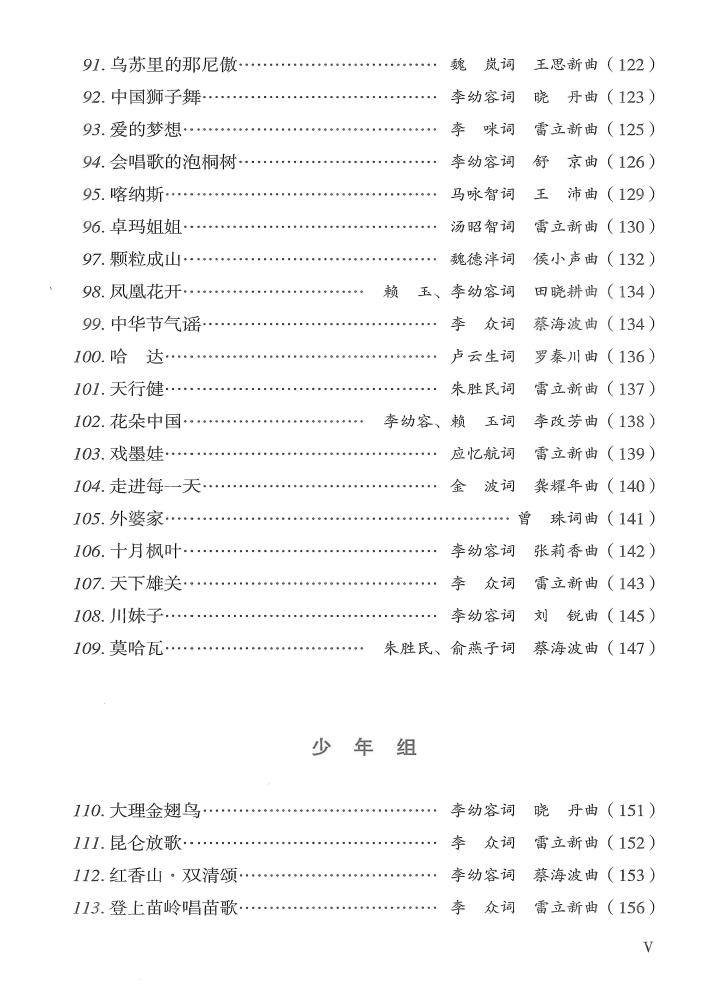 91. 乌苏里的那尼傲…………………………… 魏　岚词　王思新曲（122）
92. 中国狮子舞…………………………… 李幼容词　晓　丹曲（123）
93. 爱的梦想…………………………… 李　咪词　雷立新曲（125）
94. 会唱歌的泡桐树…………………………… 李幼容词　舒　京曲（126）
95. 喀纳斯…………………………… 马咏智词　王　沛曲（129）
96. 卓玛姐姐…………………………… 汤昭智词　雷立新曲（130）
97. 颗粒成山…………………………… 魏德泮词　侯小声曲（132）
98. 凤凰花开………………………… 赖　玉、李幼容词　田晓耕曲（134）
99. 中华节气谣…………………………… 李　众词　蔡海波曲（134）
100. 哈　达…………………………… 卢云生词　罗秦川曲（136）
101. 天行健…………………………… 朱胜民词　雷立新曲（137）
102. 花朵中国………………………… 李幼容、赖　玉词　李改芳曲（138）
103. 戏墨娃…………………………… 应忆航词　雷立新曲（139）
104. 走进每一天…………………………… 金　波词　龚耀年曲（140）
105. 外婆家……………………………………… 曾　珠词曲（141）
106. 十月枫叶…………………………… 李幼容词　张莉香曲（142）
107. 天下雄关…………………………… 李　众词　雷立新曲（143）
108. 川妹子…………………………… 李幼容词　刘　锐曲（145）
109. 莫哈瓦………………………… 朱胜民、俞燕子词　蔡海波曲（147）
少　年　组
110. 大理金翅鸟…………………………… 李幼容词　晓　丹曲（151）
111. 昆仑放歌…………………………… 李　众词　雷立新曲（152）
112. 红香山·双清颂…………………………… 李幼容词　蔡海波曲（153）
113. 登上苗岭唱苗歌…………………………… 李　众词　雷立新曲（156）
V